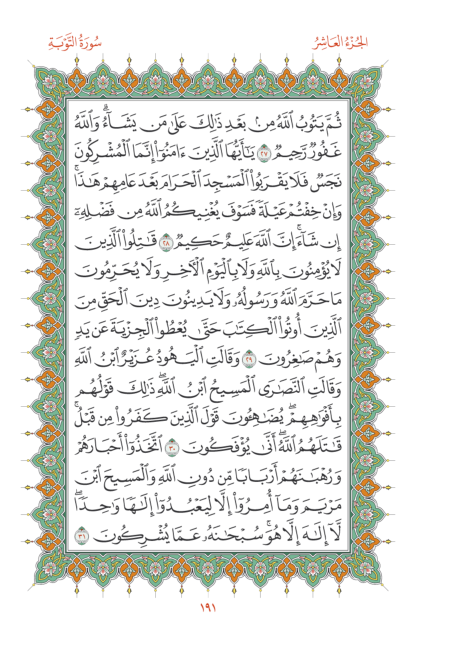 الجُزْءُ العَاشِرُ
سُورَةُ التَّوْبَةِ
ثُمَّ يَتُوبُ ٱللَّهُ مِنۢ بَعْدِ ذَٰلِكَ عَلَىٰ مَن يَشَآءُۗ وَٱللَّهُ
غَفُورٌ رَّحِيمٌ ٢٧ يَٰٓأَيُّهَا ٱلَّذِينَ ءَامَنُوٓاْ إِنَّمَا ٱلْمُشْرِكُونَ
نَجَسٌ فَلَا يَقْرَبُواْ ٱلْمَسْجِدَ ٱلْحَرَامَ بَعْدَ عَامِهِمْ هَٰذَاۚ
وَإِنْ خِفْتُمْ عَيْلَةً فَسَوْفَ يُغْنِيكُمُ ٱللَّهُ مِن فَضْلِهِۦٓ
إِن شَآءَۚ إِنَّ ٱللَّهَ عَلِيمٌ حَكِيمٌ ٢٨ قَٰتِلُواْ ٱلَّذِينَ
لَا يُؤْمِنُونَ بِٱللَّهِ وَلَا بِٱلْيَوْمِ ٱلْأٓخِرِ وَلَا يُحَرِّمُونَ
مَا حَرَّمَ ٱللَّهُ وَرَسُولُهُۥ وَلَا يَدِينُونَ دِينَ ٱلْحَقِّ مِنَ
ٱلَّذِينَ أُوتُواْ ٱلْكِتَٰبَ حَتَّىٰ يُعْطُواْ ٱلْجِزْيَةَ عَن يَدٍ
وَهُمْ صَٰغِرُونَ ٢٩ وَقَالَتِ ٱلْيَهُودُ عُزَيْرٌ ٱبْنُ ٱللَّهِ
وَقَالَتِ ٱلنَّصَٰرَى ٱلْمَسِيحُ ٱبْنُ ٱللَّهِۖ ذَٰلِكَ قَوْلُهُم
بِأَفْوَٰهِهِمْۖ يُضَٰهِـُٔونَ قَوْلَ ٱلَّذِينَ كَفَرُواْ مِن قَبْلُۚ
قَٰتَلَهُمُ ٱللَّهُۖ أَنَّىٰ يُؤْفَكُونَ ٣٠ ٱتَّخَذُوٓاْ أَحْبَارَهُمْ
وَرُهْبَٰنَهُمْ أَرْبَابًا مِّن دُونِ ٱللَّهِ وَٱلْمَسِيحَ ٱبْنَ
مَرْيَمَ وَمَآ أُمِرُوٓاْ إِلَّا لِيَعْبُدُوٓاْ إِلَٰهًا وَٰحِدًاۖ
لَّآ إِلَٰهَ إِلَّا هُوَۚ سُبْحَٰنَهُۥ عَمَّا يُشْرِكُونَ ٣١
١٩١